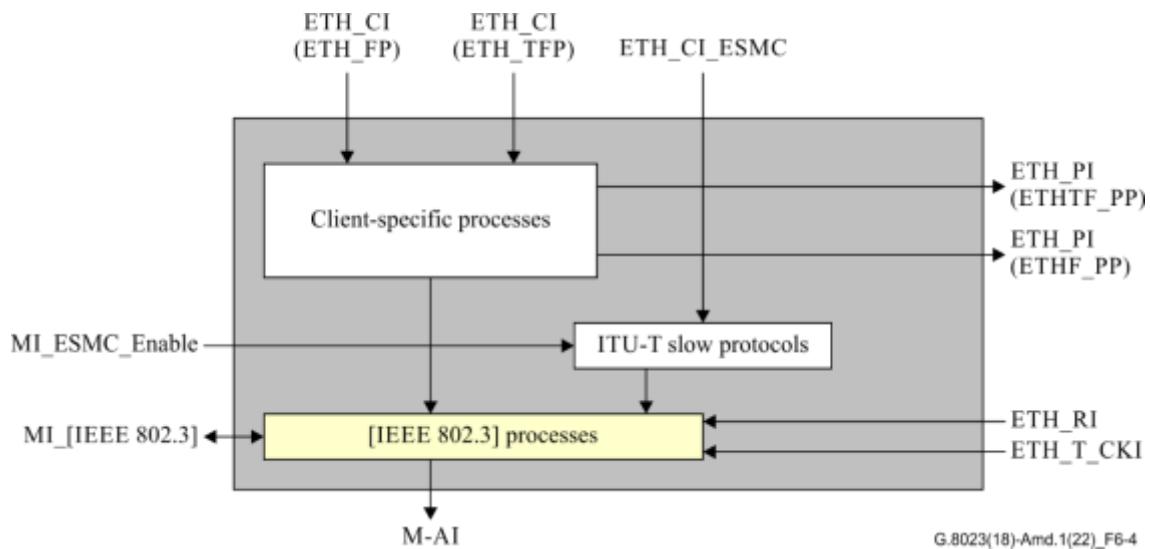 ETH_CI
(ETH_FP)
ETH_CI
(ETH_TFP)
ETH_CI_ESMC
Client-specific processes
ETH_PI
(ETHTF_PP)
ETH_PI
(ETHF_PP)
MI_ESMC_Enable
ITU-T slow protocols
MI_[IEEE 802.3]
[IEEE 802.3] processes
ETH_RI
ETH_T_CKI
M-AI
G.8023(18)-Amd.1(22)_F6-4